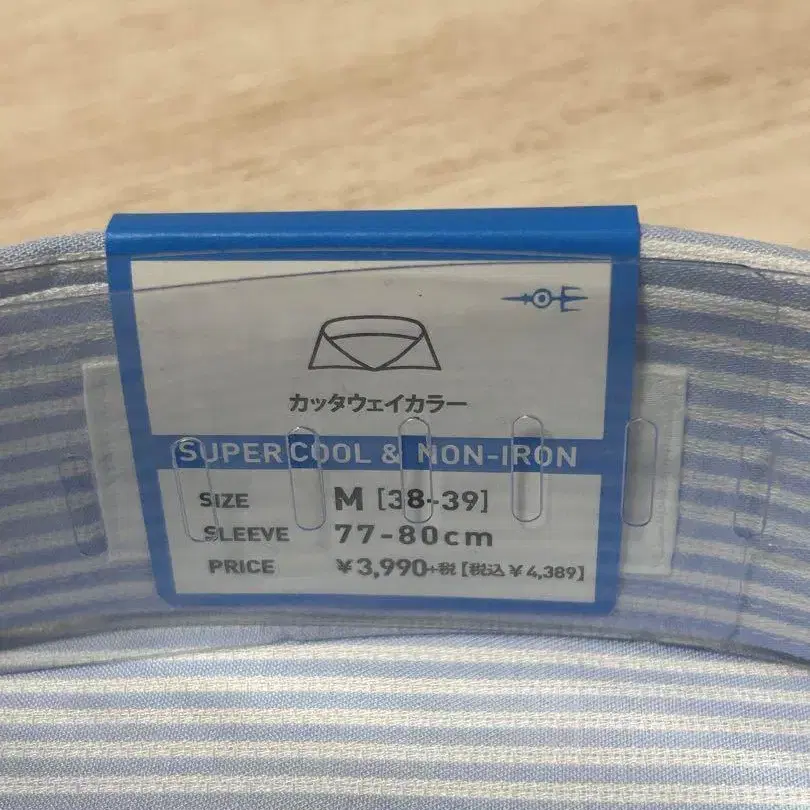 カッタウェイカラー
SUPER COOL & NON-IRON
SIZE M [38-39]
SLEEVE 77-80cm
PRICE ¥3,990+税 [税込¥4,389]